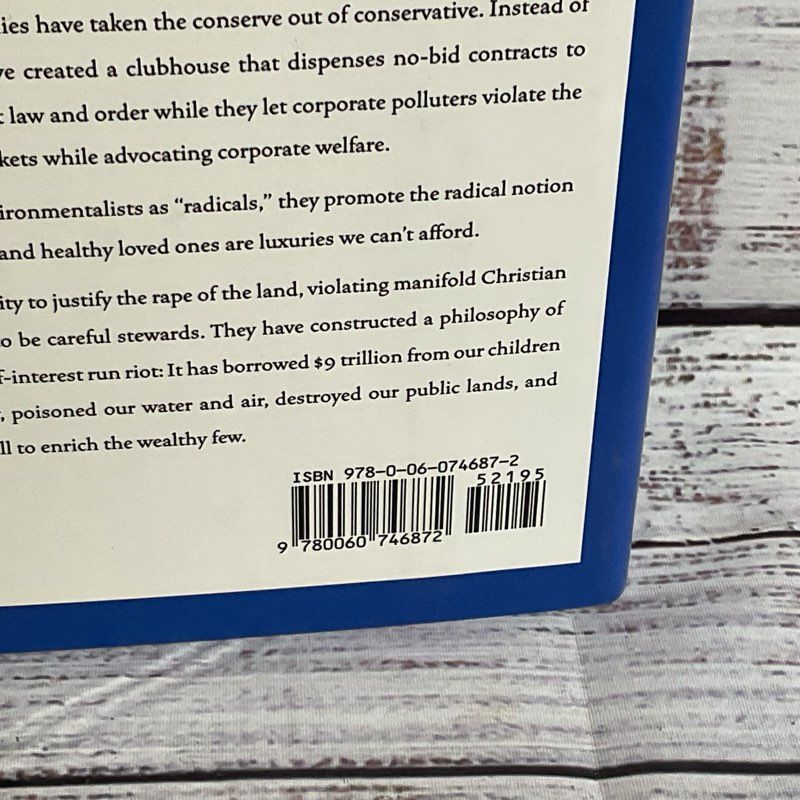 ies have taken the conserve out of conservative. Instead of
e created a clubhouse that dispenses no-bid contracts to
law and order while they let corporate polluters violate the
kets while advocating corporate welfare.
ironmentalists as “radicals,” they promote the radical notion
and healthy loved ones are luxuries we can't afford.
ity to justify the rape of the land, violating manifold Christian
o be careful stewards. They have constructed a philosophy of
f-interest run riot: It has borrowed $9 trillion from our children
, poisoned our water and air, destroyed our public lands, and
ll to enrich the wealthy few.
ISBN 978-0-06-074687-2
52195
9 780060 746872